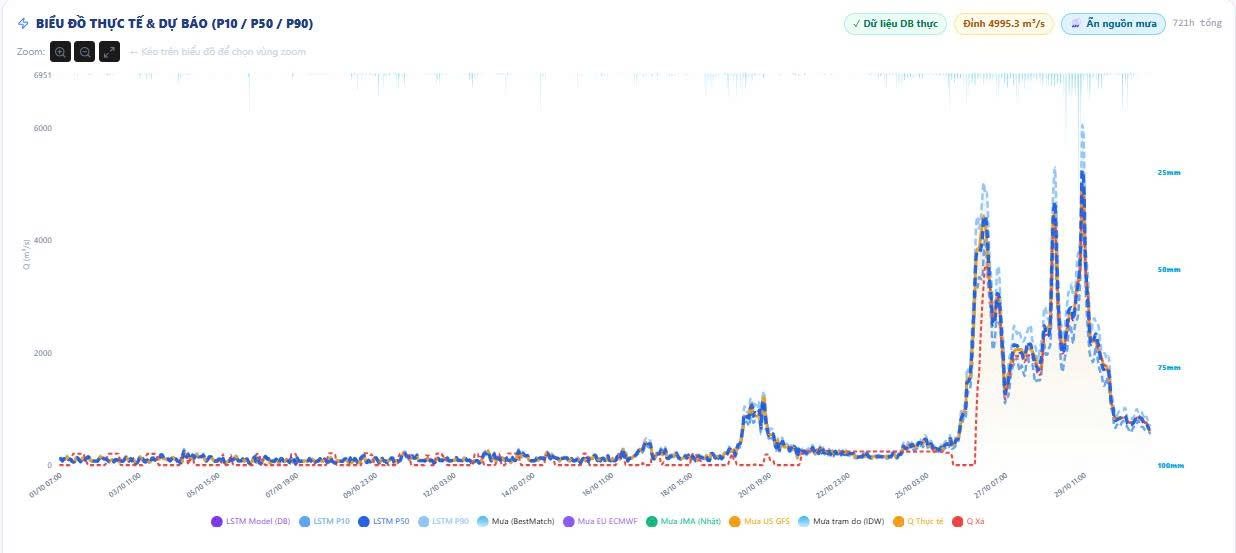 BIỂU ĐỒ THỰC TẾ & DỰ BÁO (P10 / P50 / P90)
✓ Dữ liệu DB thực
Đỉnh 4995.3 m³/s
Ẩn nguồn mưa
721h tổng
Zoom:
← Kéo trên biểu đồ để chọn vùng zoom
6951
6000
4000
2000
0
Q (m³/s)
25mm
50mm
75mm
100mm
01/10 07:00
03/10 11:00
05/10 15:00
07/10 19:00
09/10 23:00
12/10 03:00
14/10 07:00
16/10 11:00
18/10 15:00
20/10 19:00
22/10 23:00
25/10 03:00
27/10 07:00
29/10 11:00
LSTM Model (DB)
LSTM P10
LSTM P50
LSTM P90
Mưa (BestMatch)
Mưa EU ECMWF
Mưa JMA (Nhật)
Mưa US GFS
Mưa trạm đo (IDW)
Q Thực tế
Q Xả